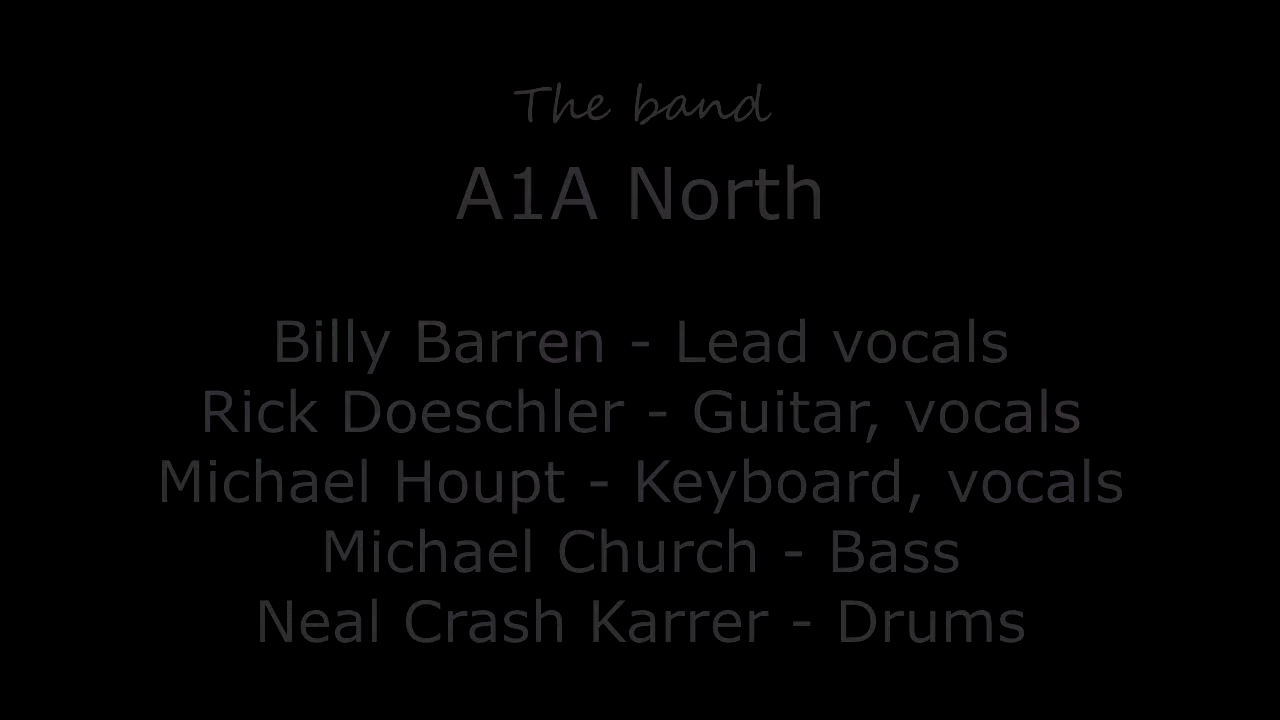 The band
A1A North
Billy Barren - Lead vocals
Rick Doeschler - Guitar, vocals
Michael Houpt - Keyboard, vocals
Michael Church - Bass
Neal Crash Karrer - Drums